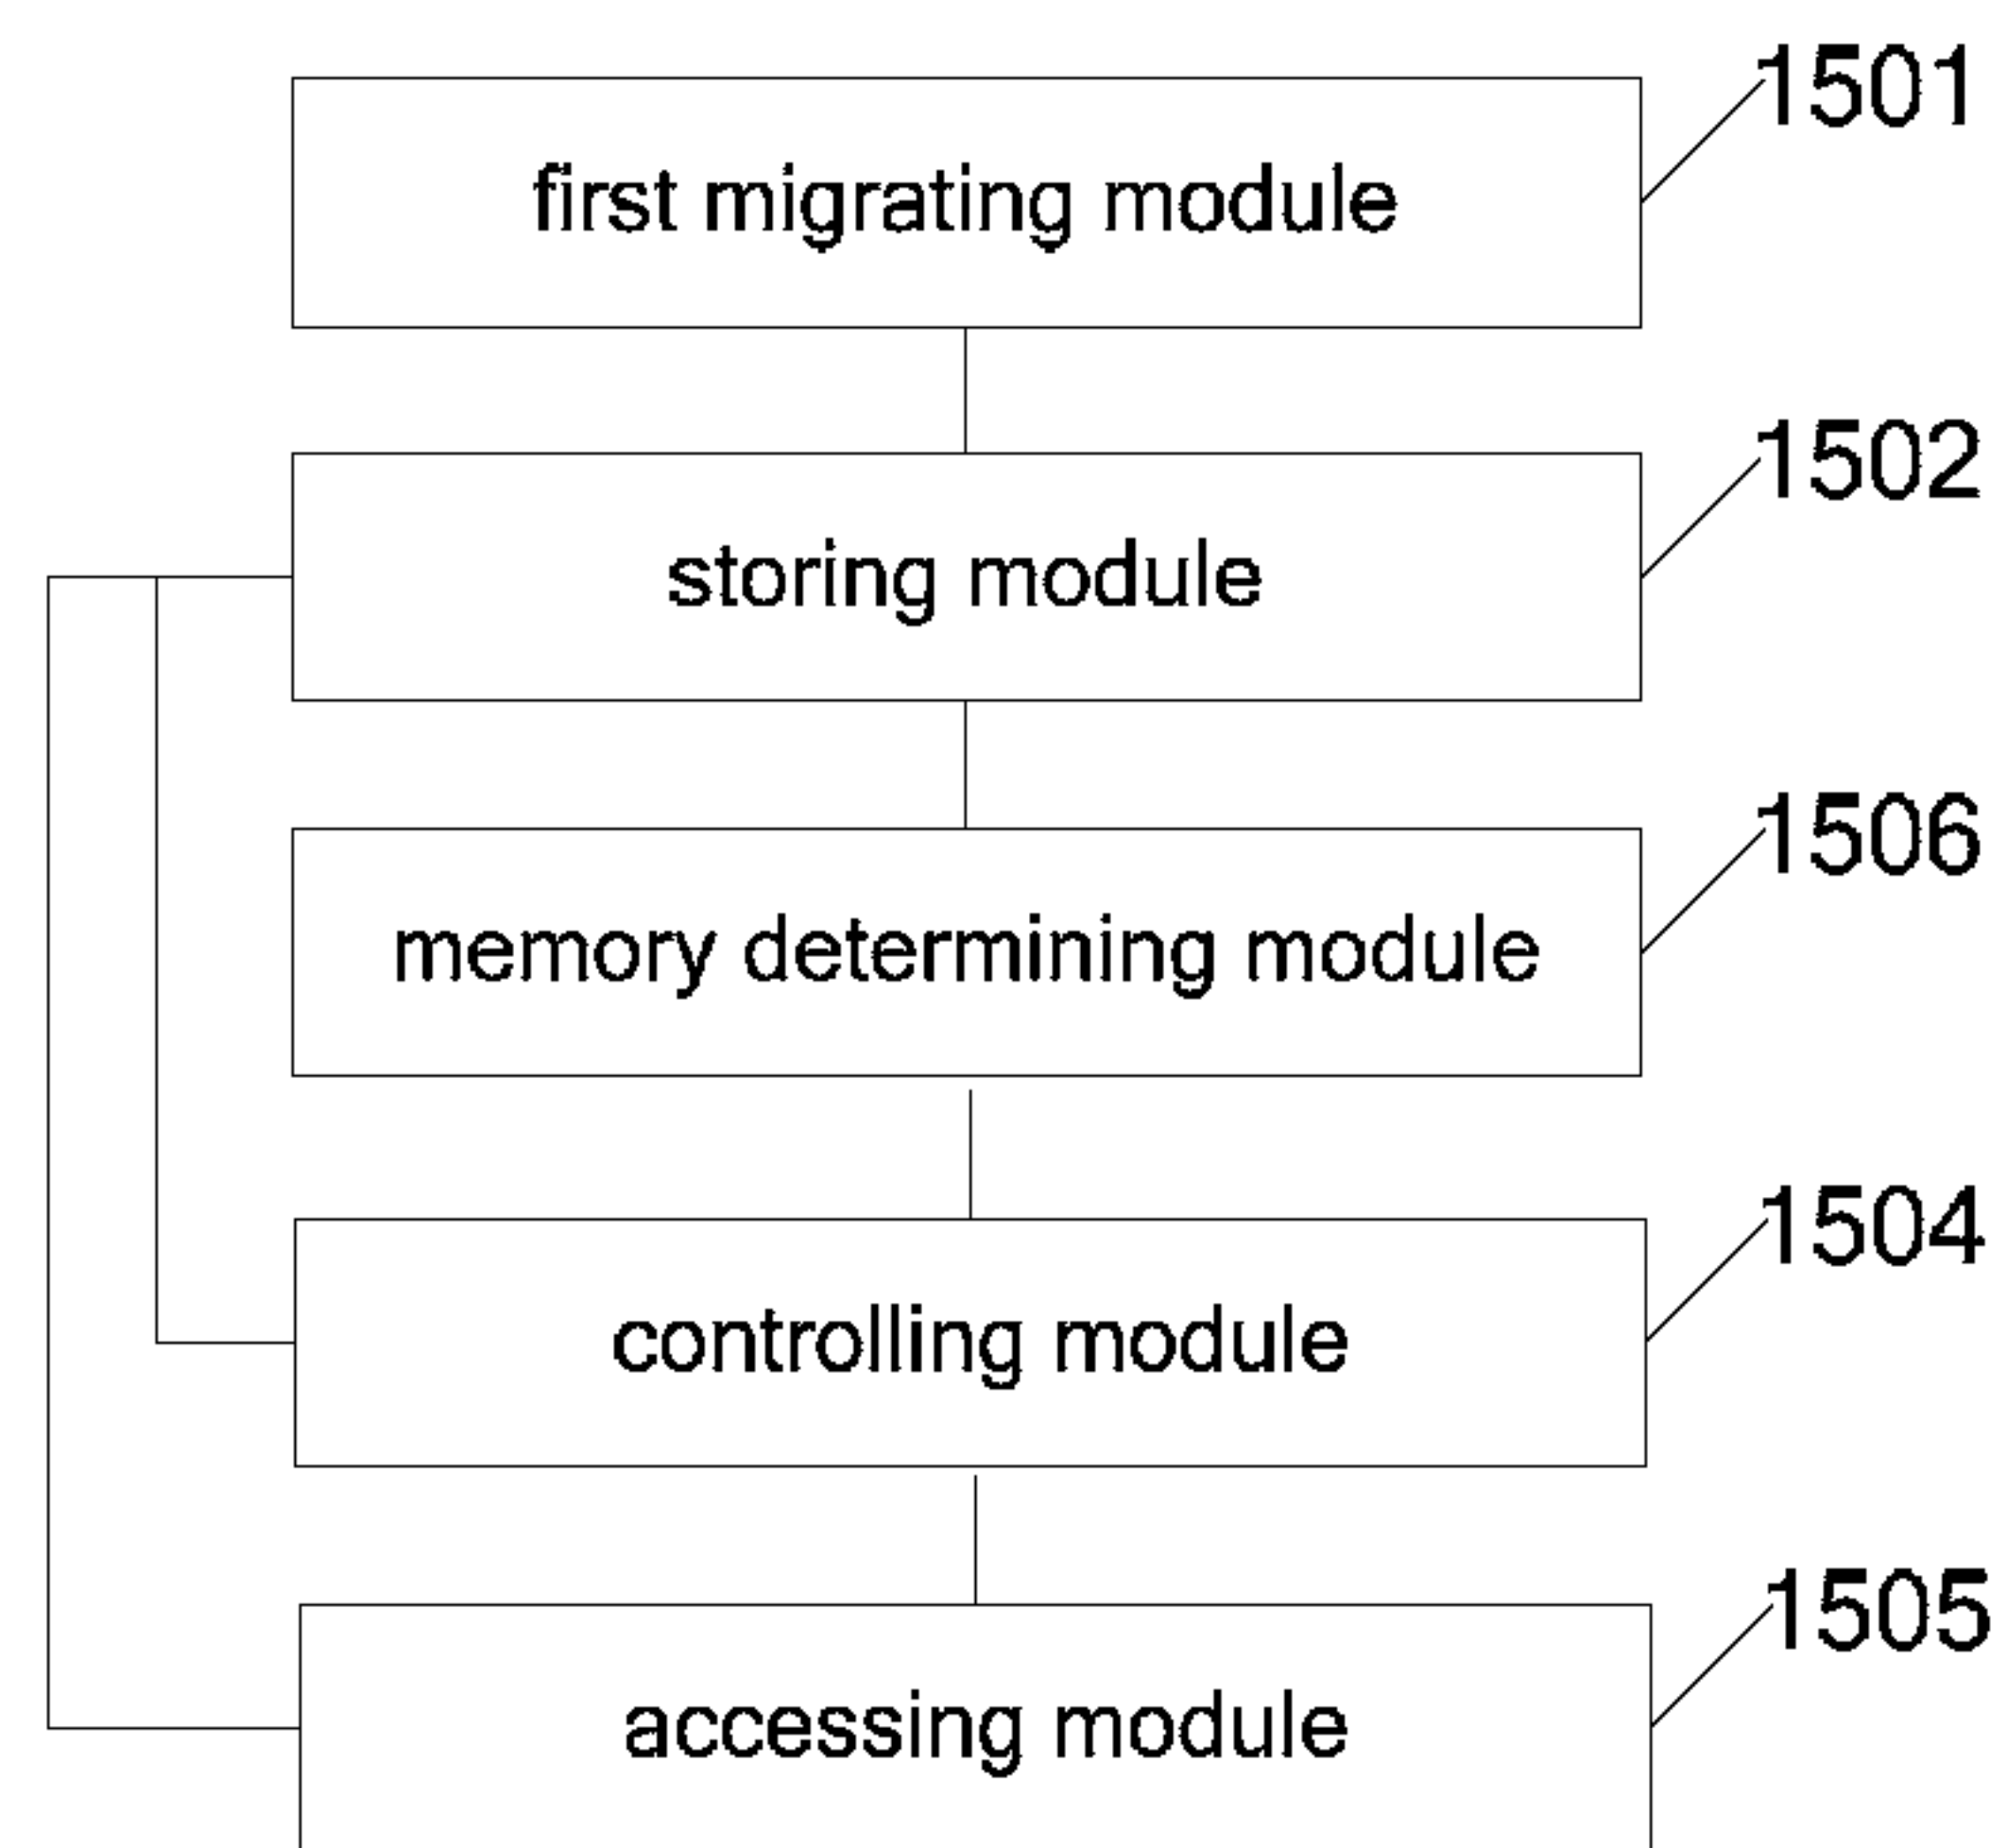 1501
first migrating module
1502
storing module
1506
memory determining module
1504
controlling module
1505
accessing module